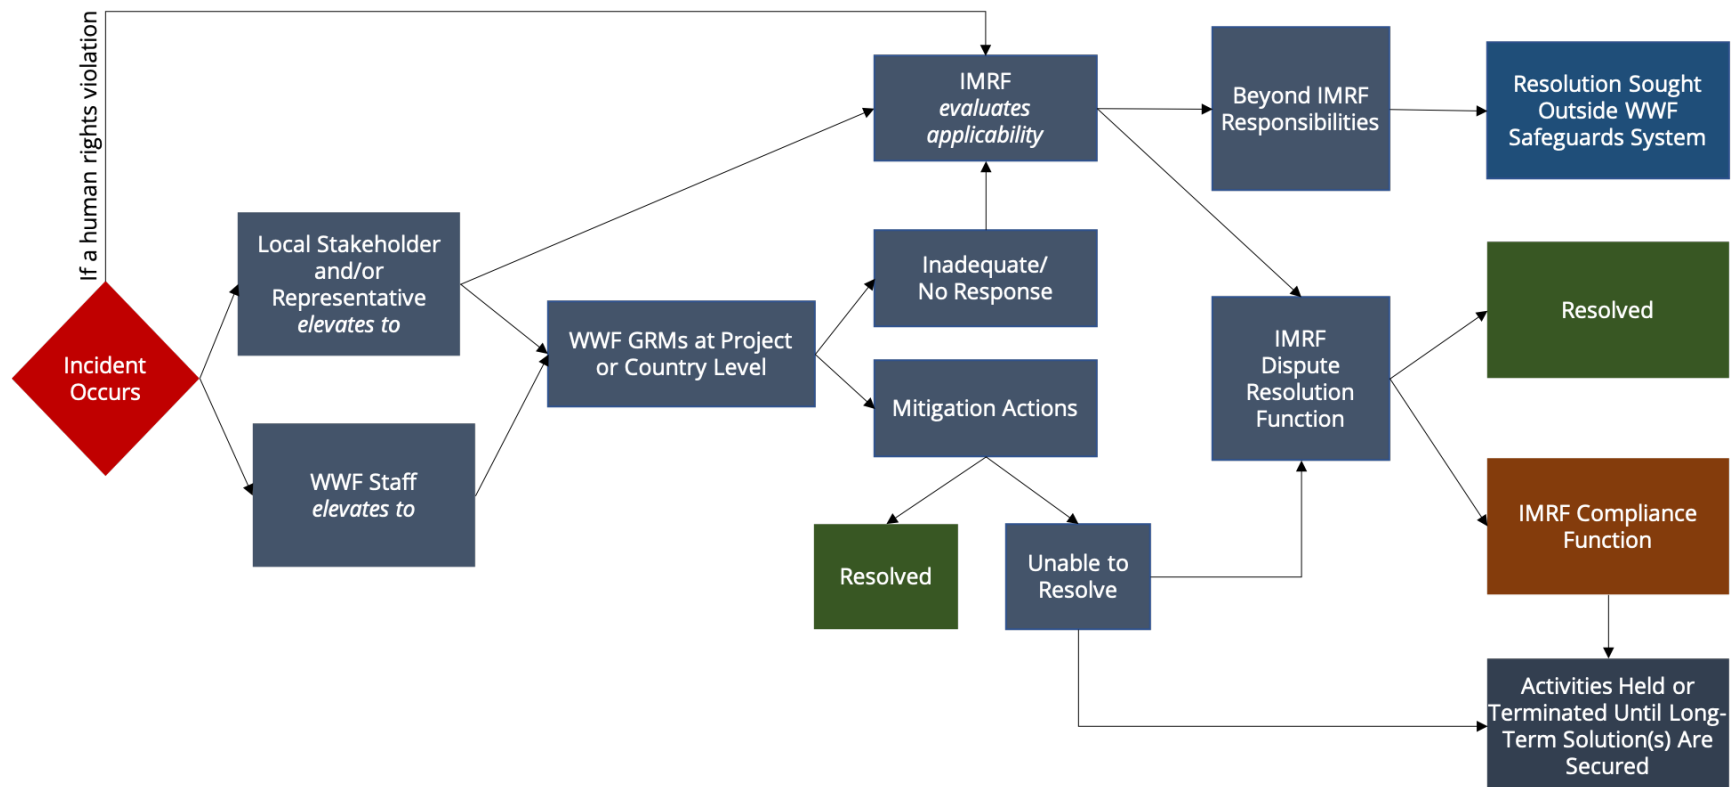 If a human rights violation
Incident
Occurs
Local Stakeholder
and/or
Representative
elevates to
WWF Staff
elevates to
WWF GRMs at Project
or Country Level
IMRF
evaluates
applicability
Inadequate/
No Response
Mitigation Actions
Resolved
Unable to
Resolve
Beyond IMRF
Responsibilities
IMRF
Dispute
Resolution
Function
Resolution Sought
Outside WWF
Safeguards System
Resolved
IMRF Compliance
Function
Activities Held or
Terminated Until Long-
Term Solution(s) Are
Secured